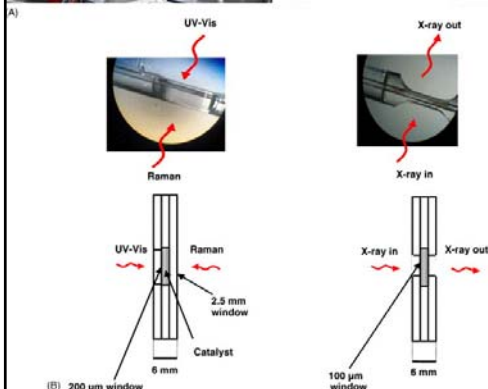 (A)
UV-Vis
X-ray out
Raman
X-ray in
UV-Vis
Raman
X-ray in
X-ray out
2.5 mm
window
Catalyst
(B)
200 µm window
6 mm
100 µm
window
6 mm